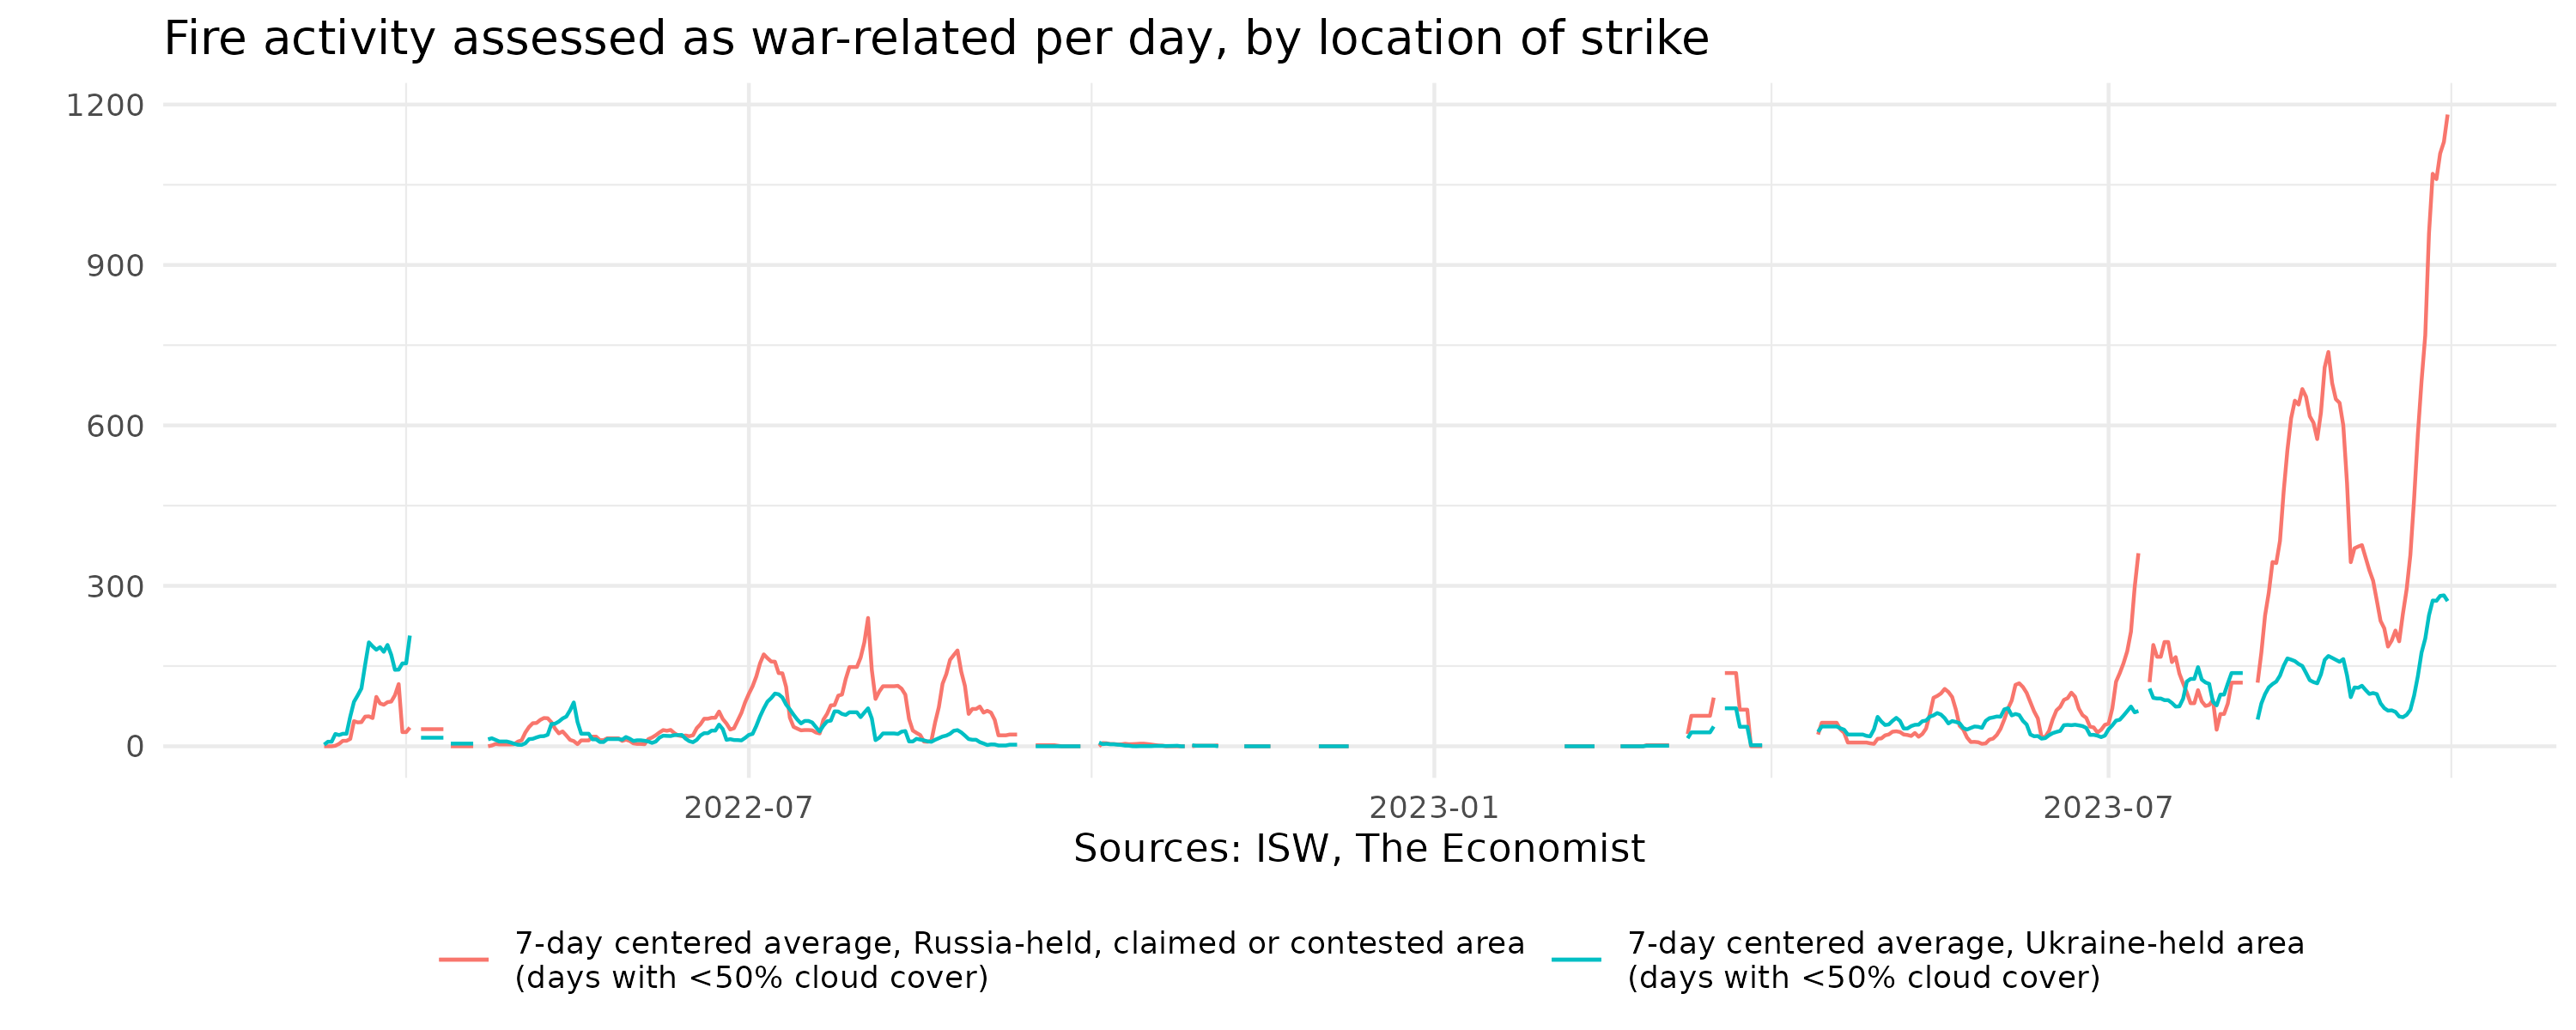 Fire activity assessed as war-related per day, by location of strike
1200
900
600
300
0
2022-07
2023-01
2023-07
Sources: ISW, The Economist
7-day centered average, Russia-held, claimed or contested area
(days with <50% cloud cover)
7-day centered average, Ukraine-held area
(days with <50% cloud cover)